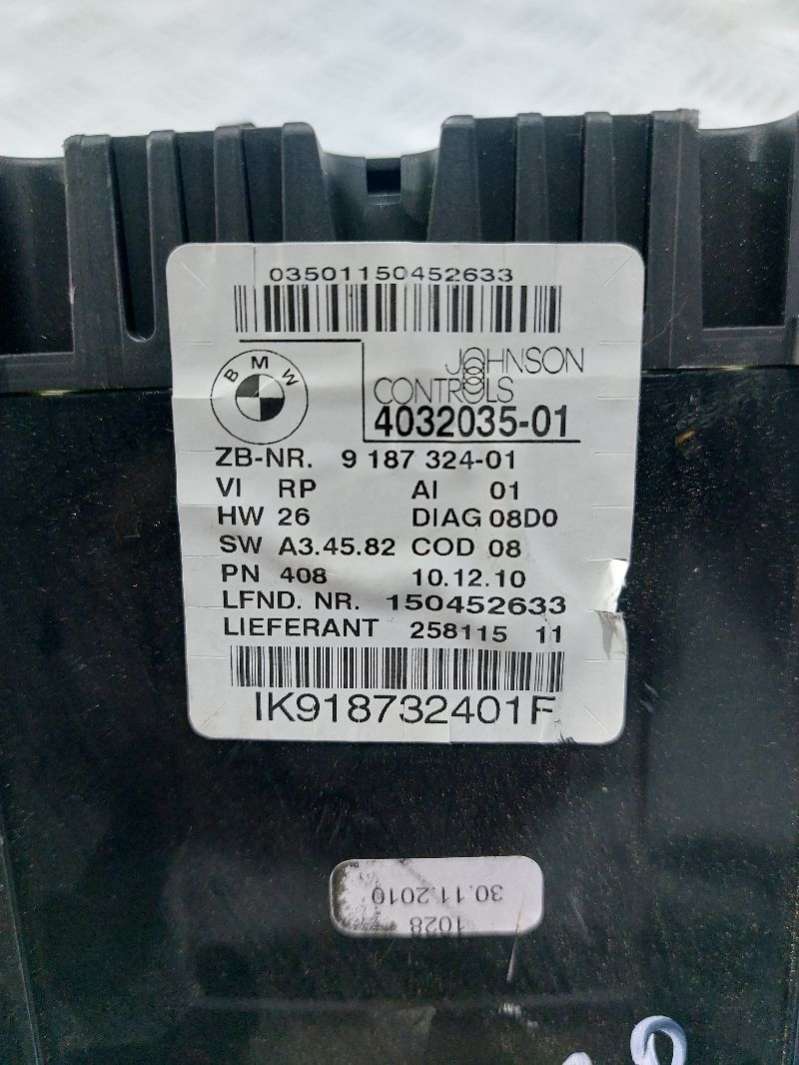 03501150452633
BMW
JOHNSON
CONTROLS
4032035-01
ZB-NR. 9 187 324-01
VI RP AI 01
HW 26 DIAG 08D0
SW A3.45.82 COD 08
PN 408 10.12.10
LFND. NR. 150452633
LIEFERANT 258115 11
IK918732401F
1028
30.11.2010